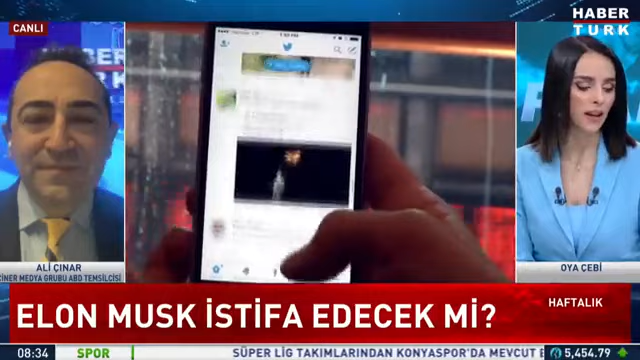 CANLI
HABER
TÜRK
ALİ ÇINAR
CİNER MEDYA GRUBU ABD TEMSİLCİSİ
OYA ÇEBİ
ELON MUSK İSTİFA EDECEK Mİ?
HAFTALIK
08:34
SPOR
SÜPER LİG TAKIMLARINDAN KONYASPOR'DA MEVCUT
5,454.79